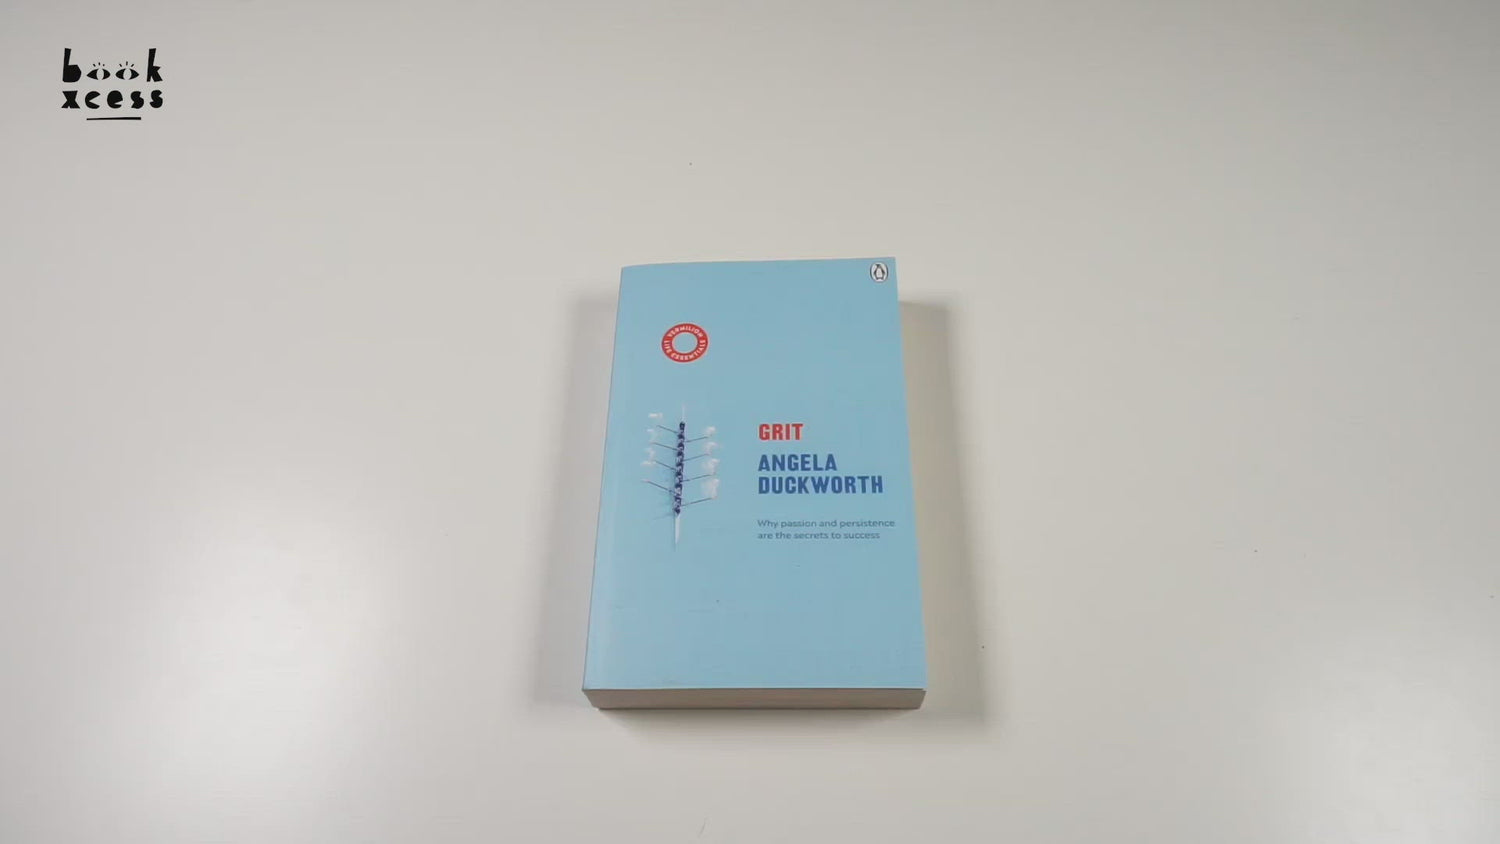 book
xcess
VERMILION
LIFE ESSENTIALS
GRIT
ANGELA
DUCKWORTH
Why passion and persistence
are the secrets to success